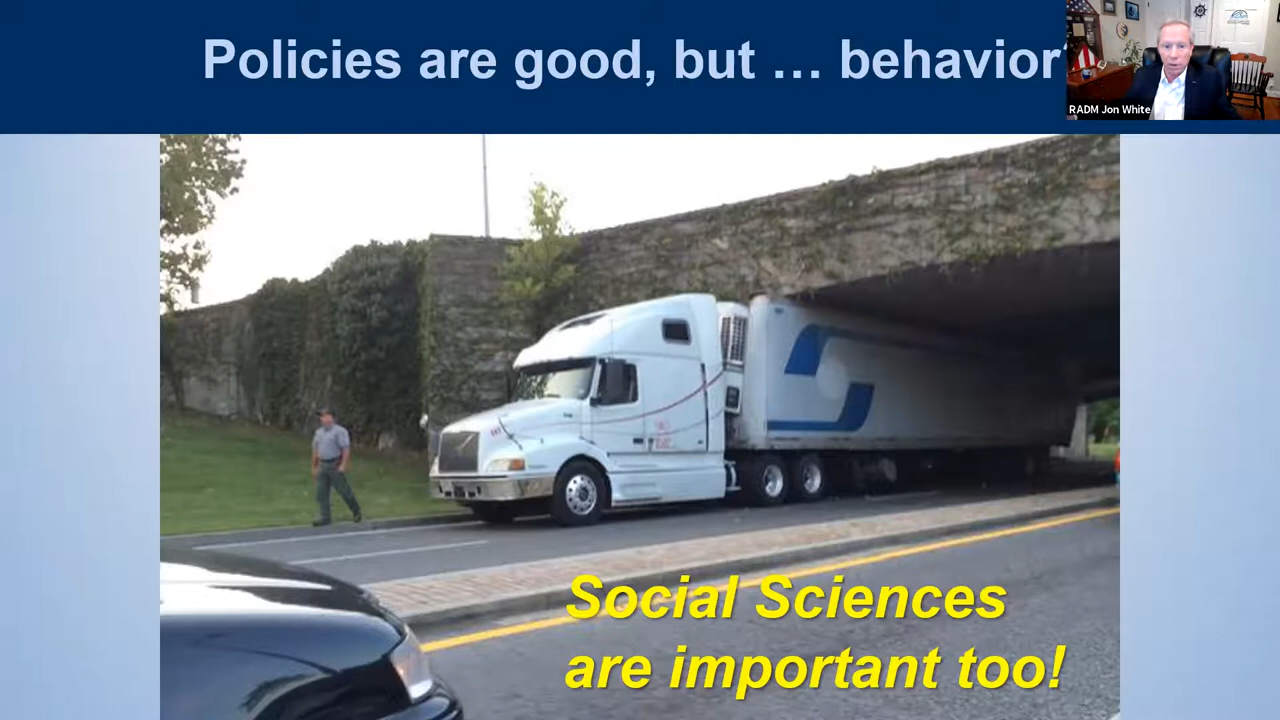 Policies are good, but … behavior
RADM Jon White
Social Sciences
are important too!